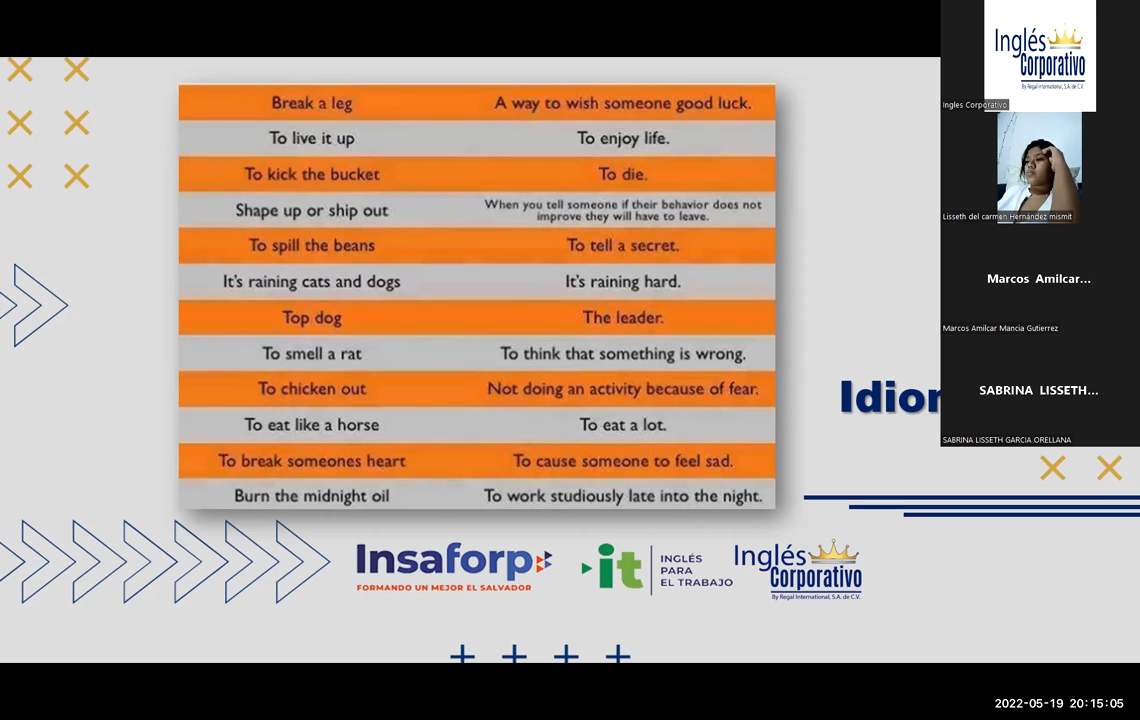 Break a leg A way to wish someone good luck.
To live it up To enjoy life.
To kick the bucket To die.
Shape up or ship out When you tell someone if their behavior does not
improve they will have to leave.
To spill the beans To tell a secret.
It's raining cats and dogs It's raining hard.
Top dog The leader.
To smell a rat To think that something is wrong.
To chicken out Not doing an activity because of fear.
To eat like a horse To eat a lot.
To break someones heart To cause someone to feel sad.
Burn the midnight oil To work studiously late into the night.
Inglés
Corporativo
By Regal International, S.A. de C.V.
Ingles Corporativo
Lisseth del carmen Hernández mismit
Marcos Amilcar...
Marcos Amilcar Mancia Gutierrez
SABRINA LISSETH...
SABRINA LISSETH GARCIA ORELLANA
Insaforp
FORMANDO UN MEJOR EL SALVADOR
it
INGLÉS
PARA
EL TRABAJO
Inglés
Corporativo
By Regal International, S.A. de C.V.
2022-05-19 20:15:05